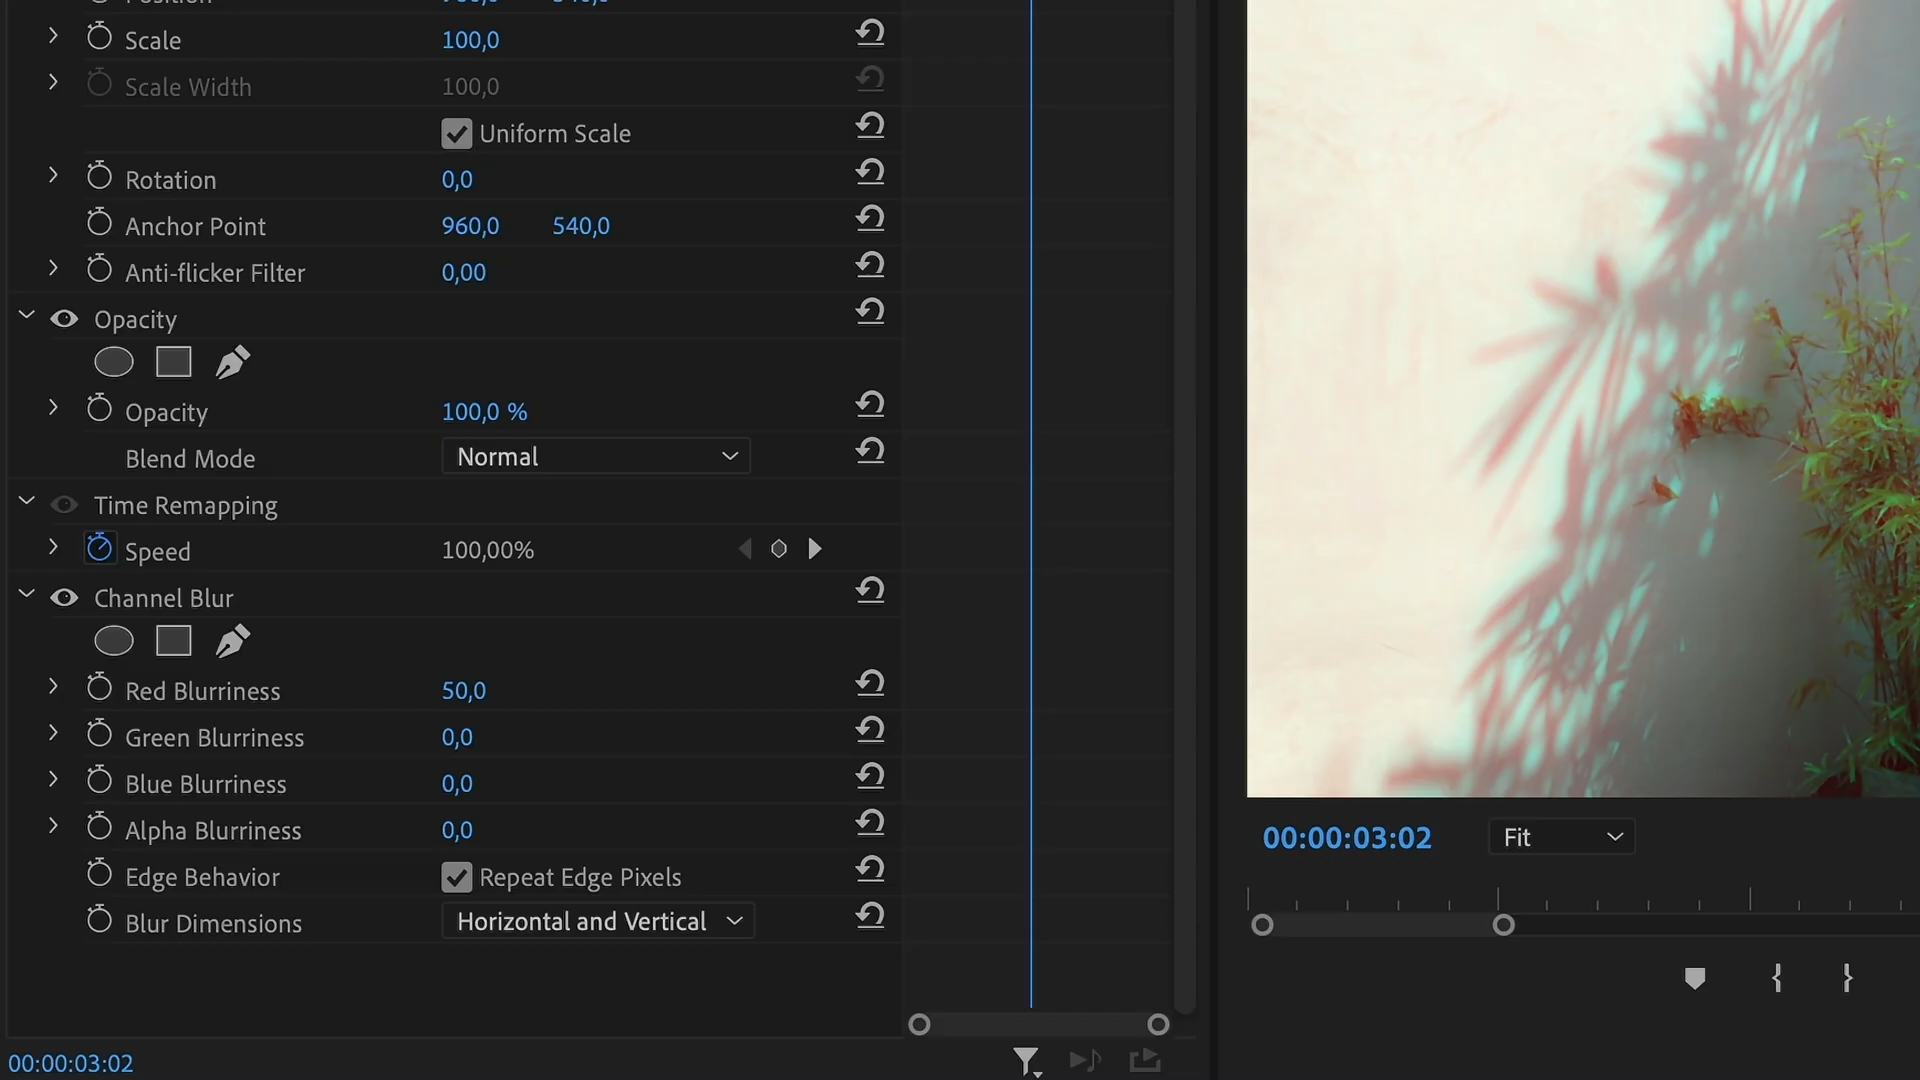 Scale 100,0
Scale Width 100,0
Uniform Scale
Rotation 0,0
Anchor Point 960,0 540,0
Anti-flicker Filter 0,00
Opacity
Opacity 100,0 %
Blend Mode Normal
Time Remapping
Speed 100,00%
Channel Blur
Red Blurriness 50,0
Green Blurriness 0,0
Blue Blurriness 0,0
Alpha Blurriness 0,0
Edge Behavior Repeat Edge Pixels
Blur Dimensions Horizontal and Vertical
00:00:03:02
00:00:03:02 Fit